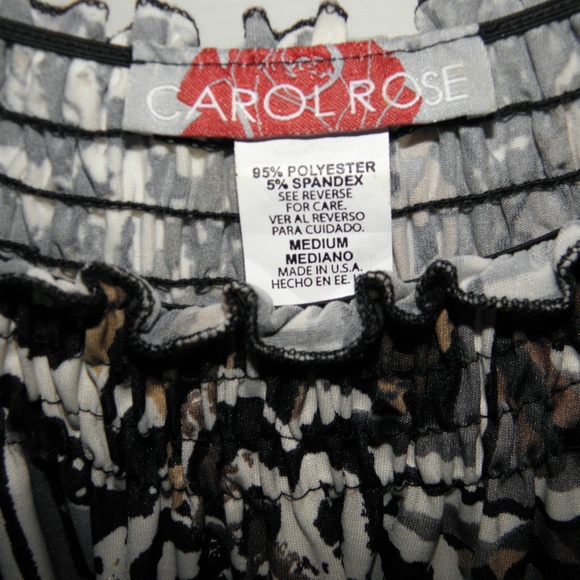 CAROL ROSE
95% POLYESTER
5% SPANDEX
SEE REVERSE
FOR CARE.
VER AL REVERSO
PARA CUIDADO.
MEDIUM
MEDIANO
MADE IN U.S.A.
HECHO EN EE.